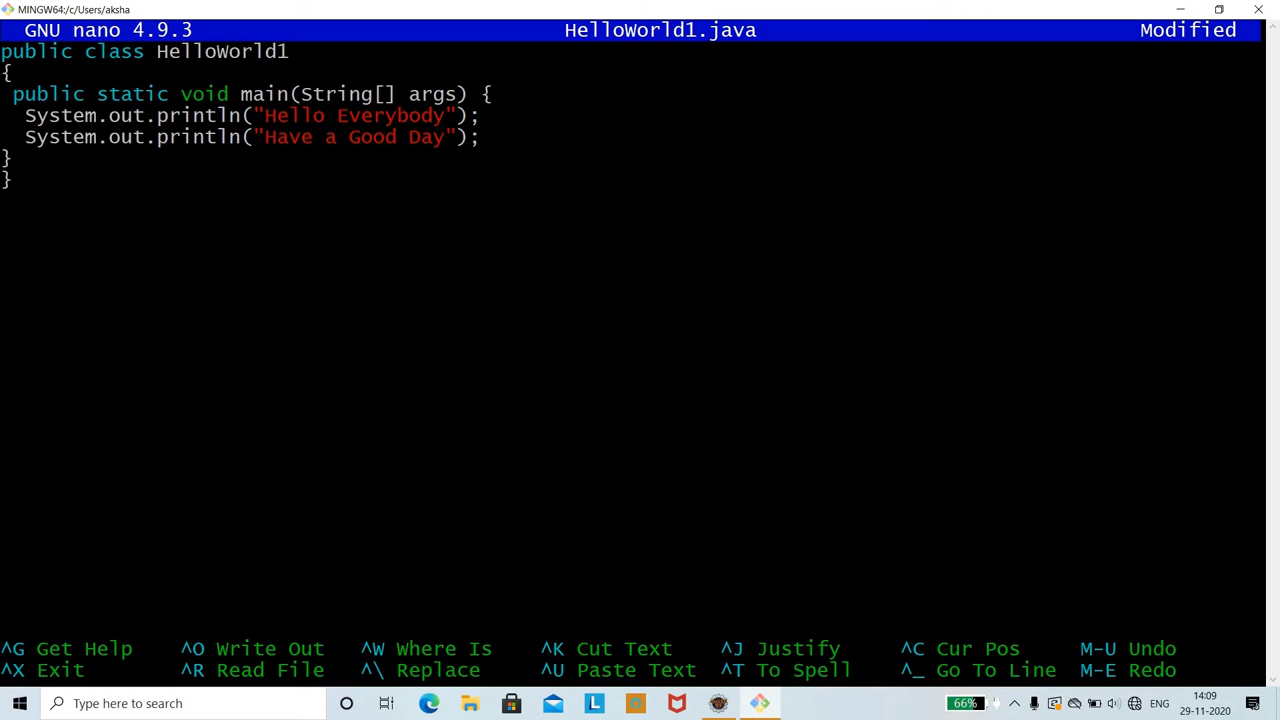 MINGW64:/c/Users/aksha
GNU nano 4.9.3 HelloWorld1.java Modified
public class HelloWorld1
{
public static void main(String[] args) {
System.out.println("Hello Everybody");
System.out.println("Have a Good Day");
}
}
^G Get Help ^O Write Out ^W Where Is ^K Cut Text ^J Justify ^C Cur Pos M-U Undo
^X Exit ^R Read File ^\ Replace ^U Paste Text ^T To Spell ^_ Go To Line M-E Redo
Type here to search L 66% ENG 14:09
29-11-2020